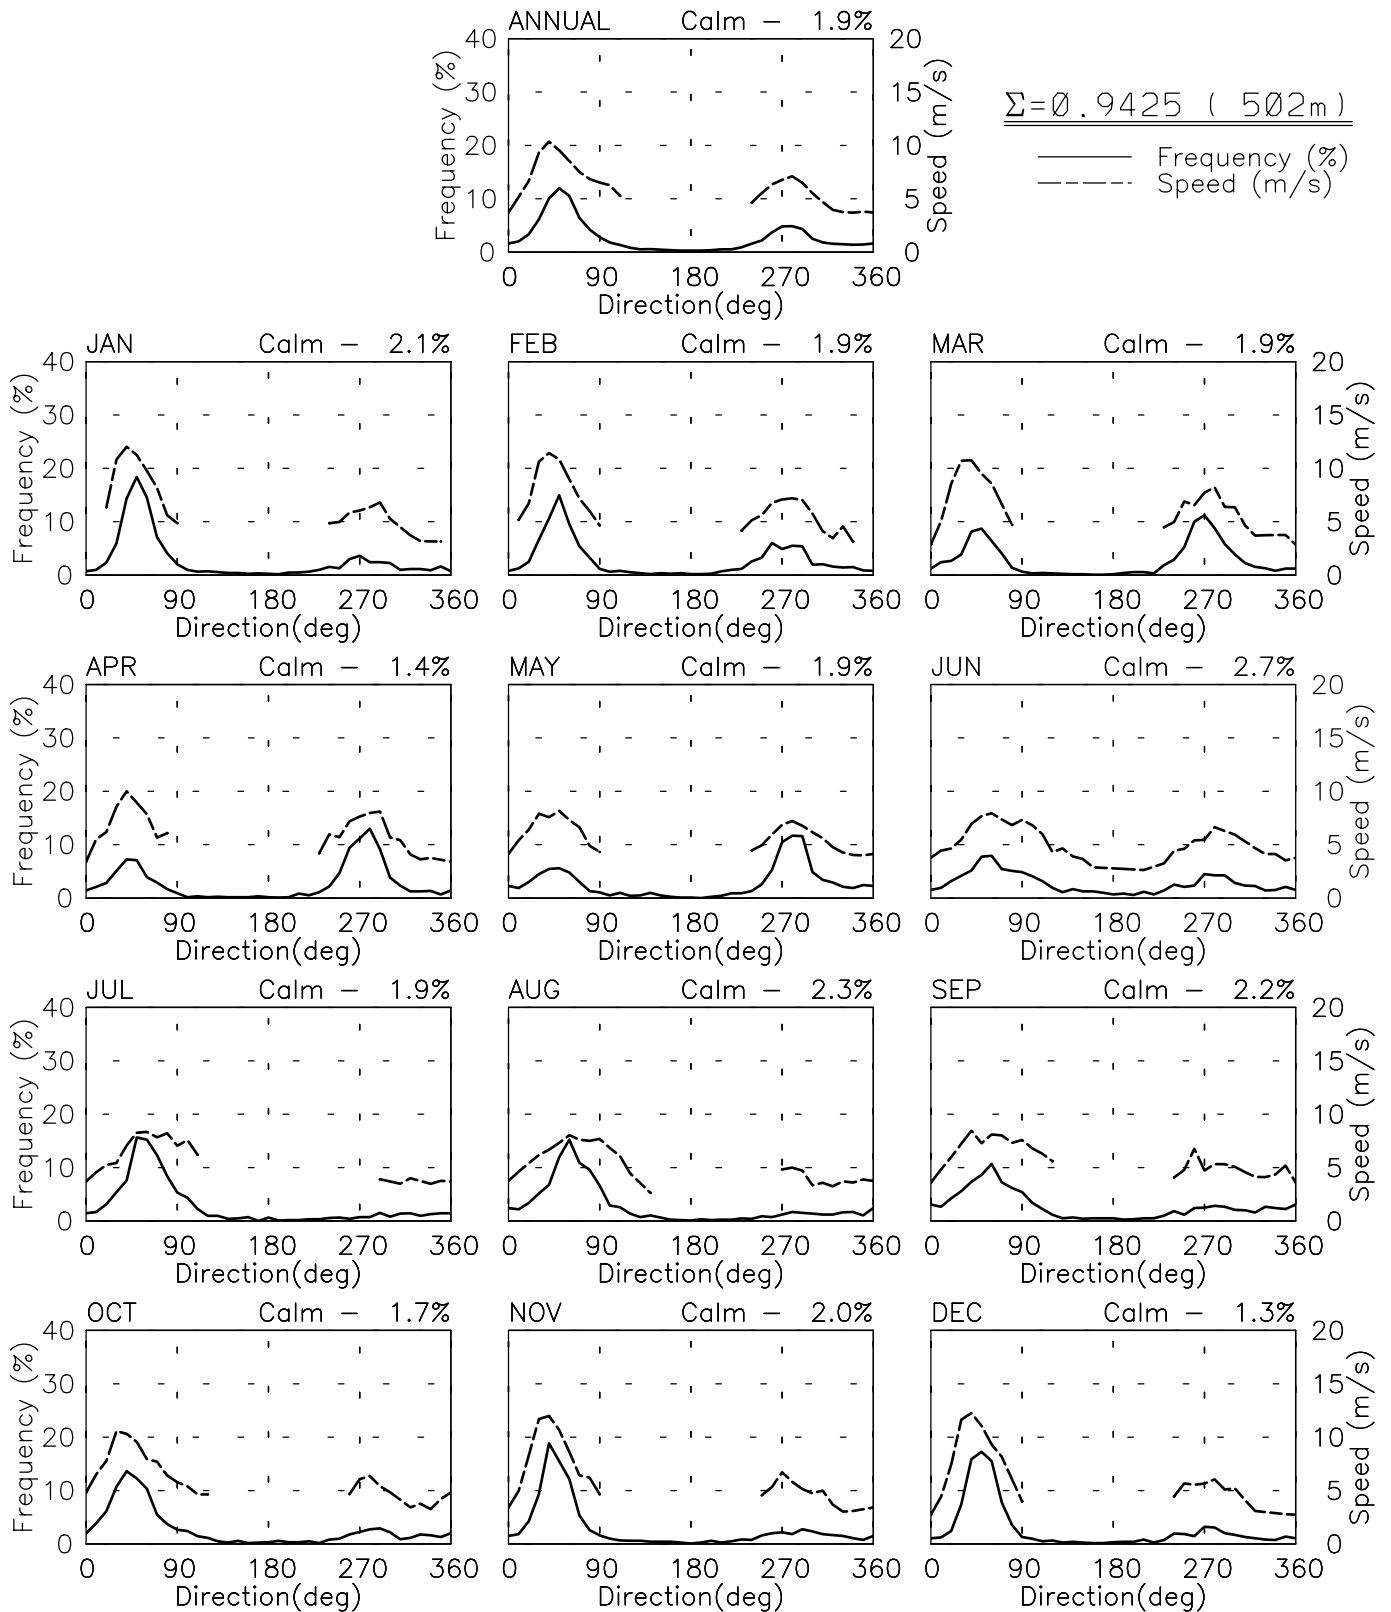 ANNUAL Calm - 1.9%
40 20
30 15
20 10
10 5
0 0
Frequency (%)
Speed (m/s)
0 90 180 270 360
Direction(deg)
Σ=0.9425 ( 502m)
Frequency (%)
Speed (m/s)
JAN Calm - 2.1% FEB Calm - 1.9% MAR Calm - 1.9%
40 20
30 15
20 10
10 5
0 0
Frequency (%)
Speed (m/s)
0 90 180 270 360 0 90 180 270 360 0 90 180 270 360
Direction(deg) Direction(deg) Direction(deg)
APR Calm - 1.4% MAY Calm - 1.9% JUN Calm - 2.7%
40 20
30 15
20 10
10 5
0 0
Frequency (%)
Speed (m/s)
0 90 180 270 360 0 90 180 270 360 0 90 180 270 360
Direction(deg) Direction(deg) Direction(deg)
JUL Calm - 1.9% AUG Calm - 2.3% SEP Calm - 2.2%
40 20
30 15
20 10
10 5
0 0
Frequency (%)
Speed (m/s)
0 90 180 270 360 0 90 180 270 360 0 90 180 270 360
Direction(deg) Direction(deg) Direction(deg)
OCT Calm - 1.7% NOV Calm - 2.0% DEC Calm - 1.3%
40 20
30 15
20 10
10 5
0 0
Frequency (%)
Speed (m/s)
0 90 180 270 360 0 90 180 270 360 0 90 180 270 360
Direction(deg) Direction(deg) Direction(deg)